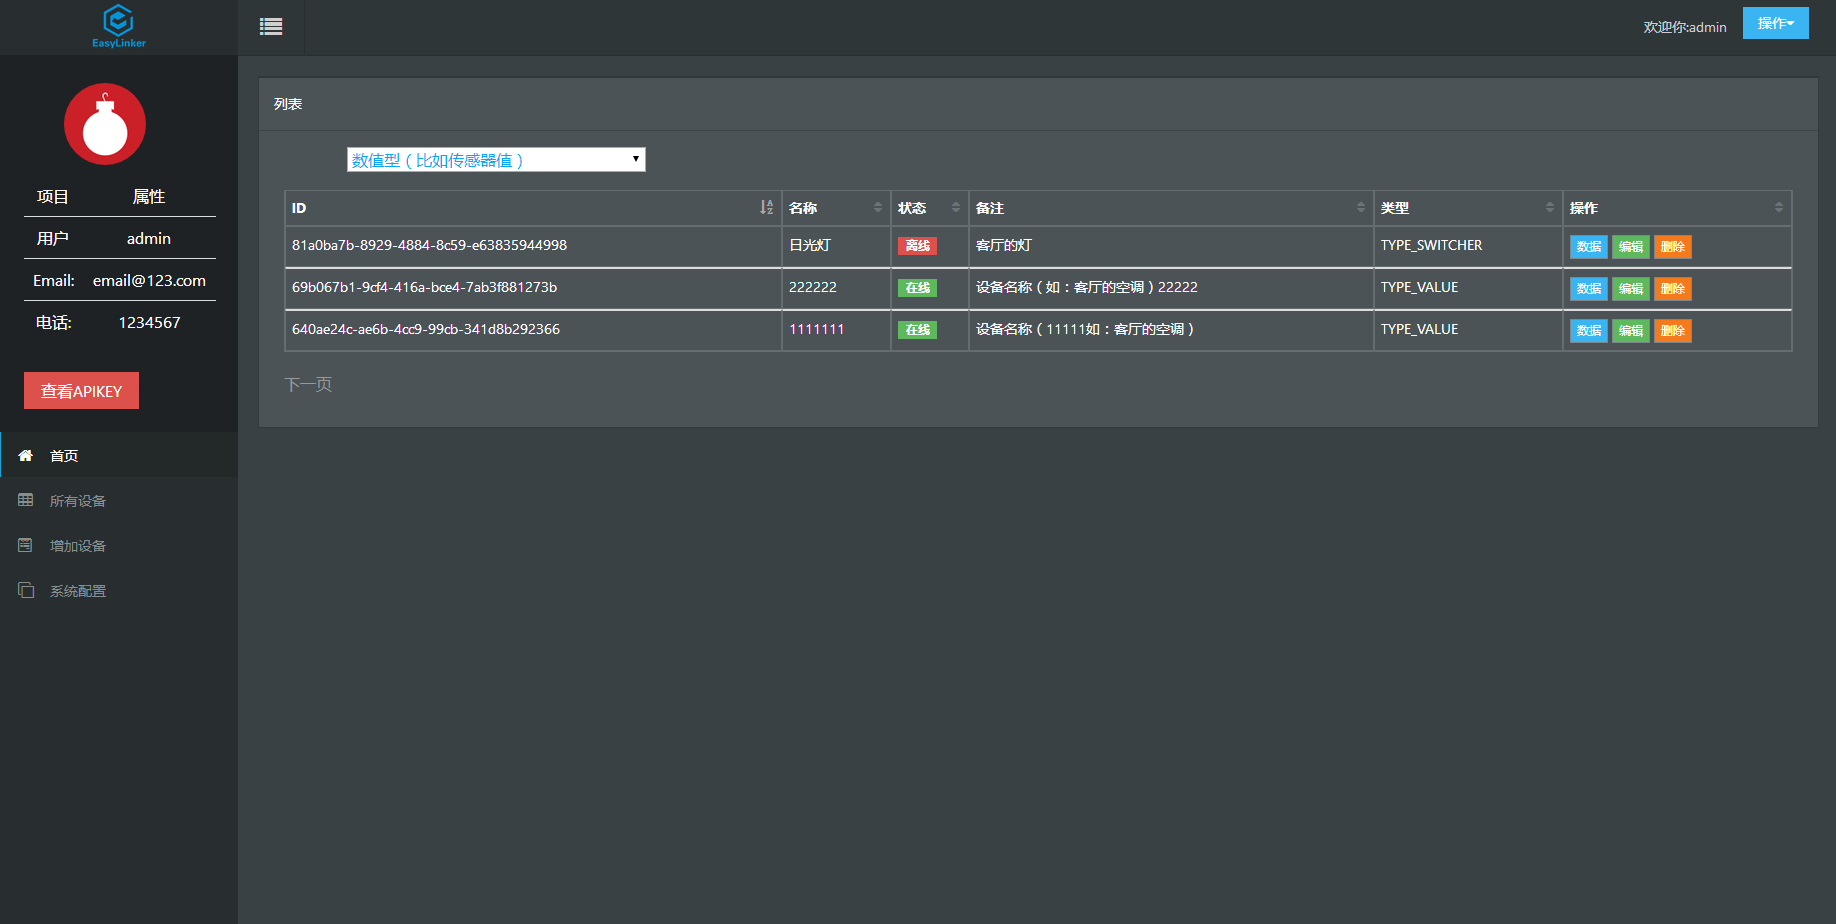 EasyLinker
欢迎你:admin
操作
项目 属性
用户 admin
Email: email@123.com
电话: 1234567
查看APIKEY
首页
所有设备
增加设备
系统配置
列表
数值型（比如传感器值）
ID 名称 状态 备注 类型 操作
81a0ba7b-8929-4884-8c59-e63835944998 日光灯 离线 客厅的灯 TYPE_SWITCHER 数据 编辑 删除
69b067b1-9cf4-416a-bce4-7ab3f881273b 222222 在线 设备名称（如：客厅的空调）22222 TYPE_VALUE 数据 编辑 删除
640ae24c-ae6b-4cc9-99cb-341d8b292366 1111111 在线 设备名称（11111如：客厅的空调） TYPE_VALUE 数据 编辑 删除
下一页